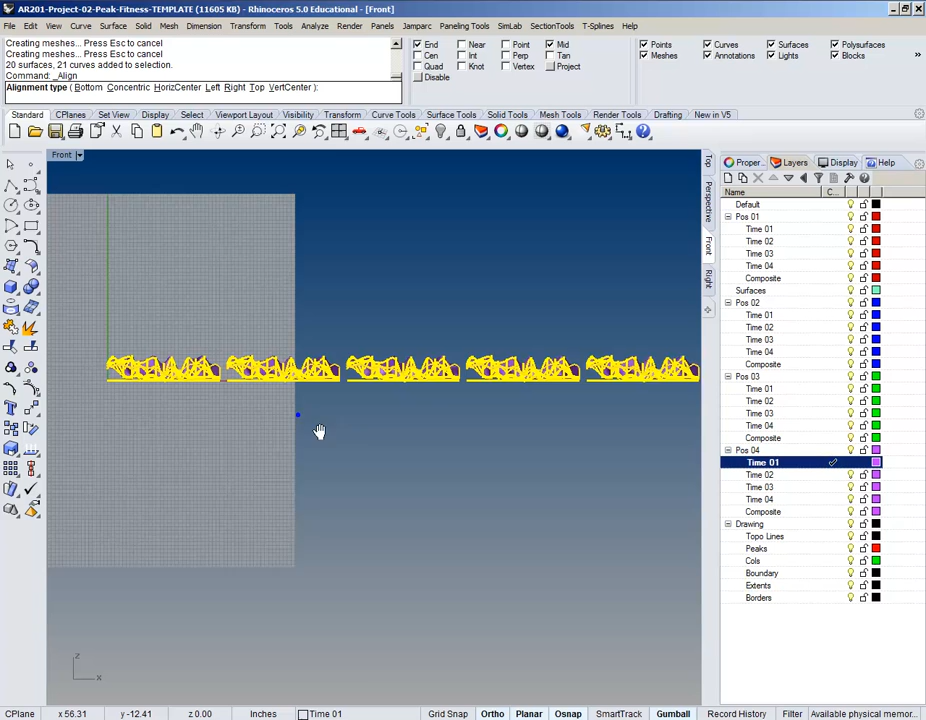 AR201-Project-02-Peak-Fitness-TEMPLATE (11605 KB) - Rhinoceros 5.0 Educational - [Front]
File Edit View Curve Surface Solid Mesh Dimension Transform Tools Analyze Render Panels Jamparc Paneling Tools SimLab SectionTools T-Splines Help
Creating meshes... Press Esc to cancel
Creating meshes... Press Esc to cancel
20 surfaces, 21 curves added to selection.
Command: _Align
Alignment type ( Bottom Concentric HorizCenter Left Right Top VertCenter ):
End Near Point Mid
Cen Int Perp Tan
Quad Knot Vertex Project
Disable
Points Curves Surfaces Polysurfaces
Meshes Annotations Lights Blocks »
Standard CPlanes Set View Display Select Viewport Layout Visibility Transform Curve Tools Surface Tools Solid Tools Mesh Tools Render Tools Drafting New in V5
Front
Top
Perspective
Front
Right
z
x
Proper... Layers Display Help
Name C...
Default
Pos 01
Time 01
Time 02
Time 03
Time 04
Composite
Surfaces
Pos 02
Time 01
Time 02
Time 03
Time 04
Composite
Pos 03
Time 01
Time 02
Time 03
Time 04
Composite
Pos 04
Time 01
Time 02
Time 03
Time 04
Composite
Drawing
Topo Lines
Peaks
Cols
Boundary
Extents
Borders
CPlane x 56.31 y -12.41 z 0.00 Inches Time 01 Grid Snap Ortho Planar Osnap SmartTrack Gumball Record History Filter Available physical memor...